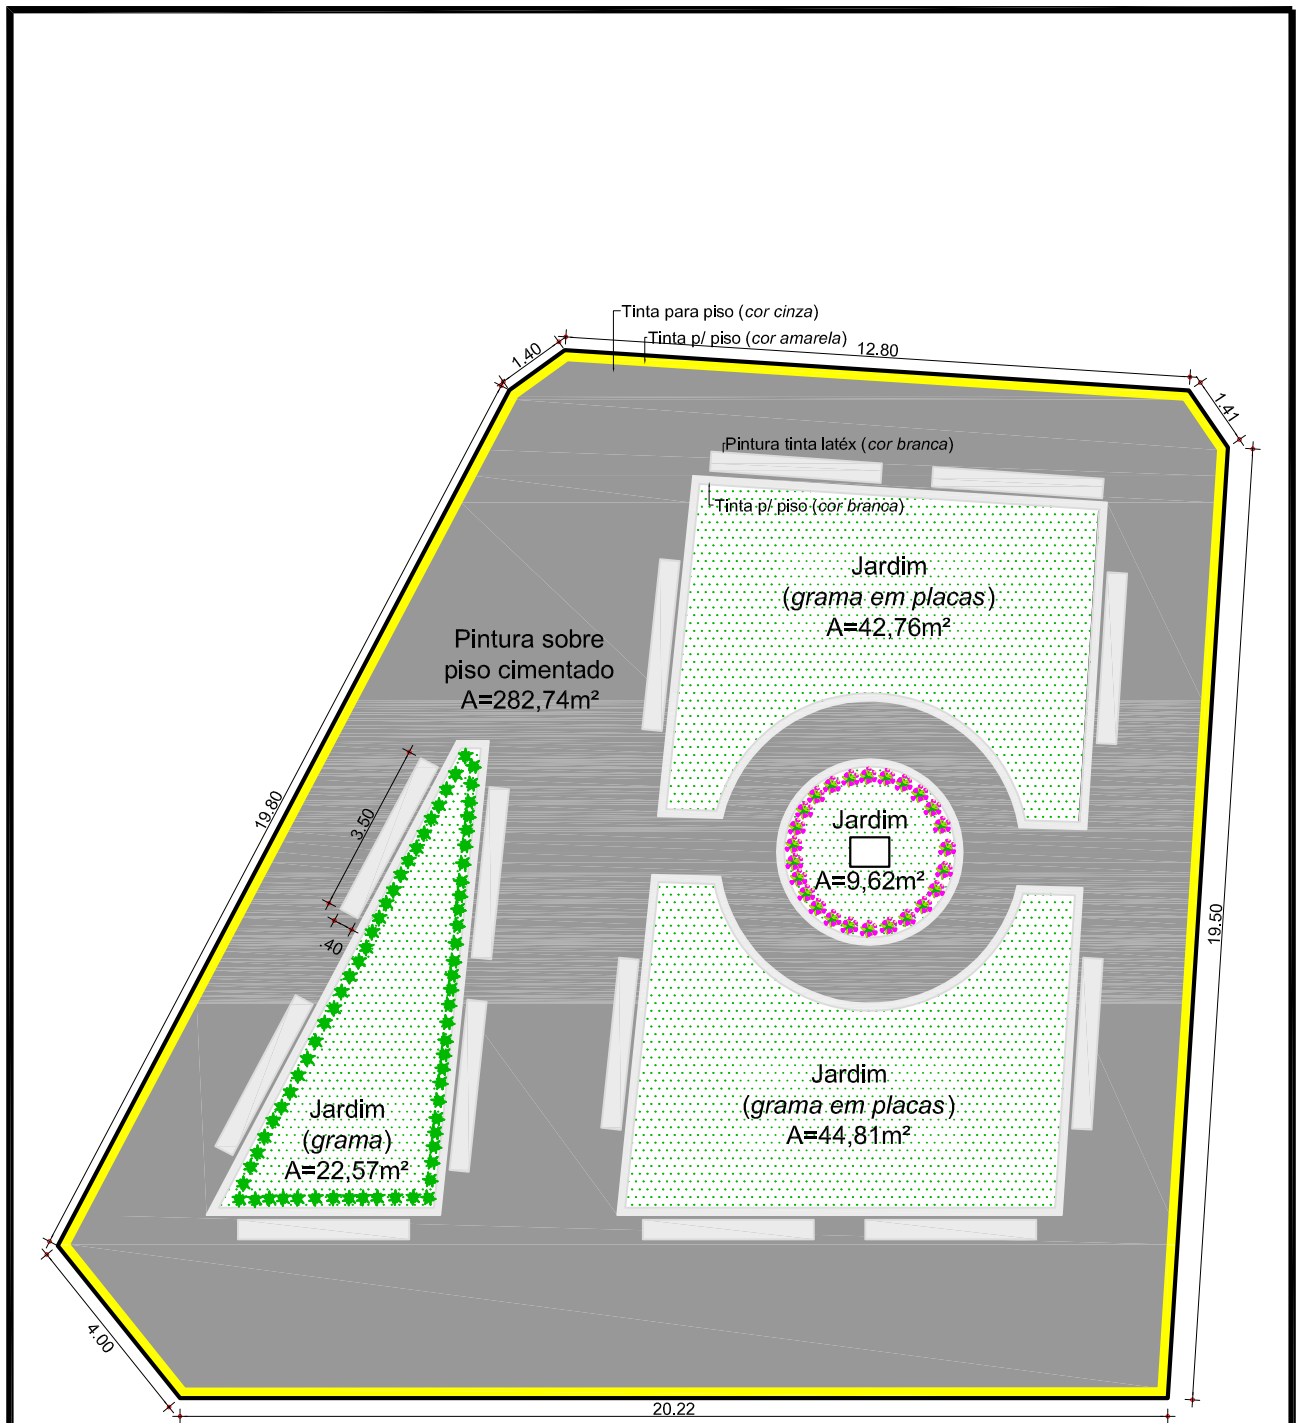 Tinta para piso (cor cinza)
Tinta p/ piso (cor amarela)
1.40
12.80
1.41
Pintura tinta latéx (cor branca)
Tinta p/ piso (cor branca)
Jardim
(grama em placas)
A=42,76m²
Pintura sobre
piso cimentado
A=282,74m²
19.80
3.50
.40
Jardim
A=9,62m²
19.50
Jardim
(grama em placas)
A=44,81m²
Jardim
(grama)
A=22,57m²
4.00
20.22